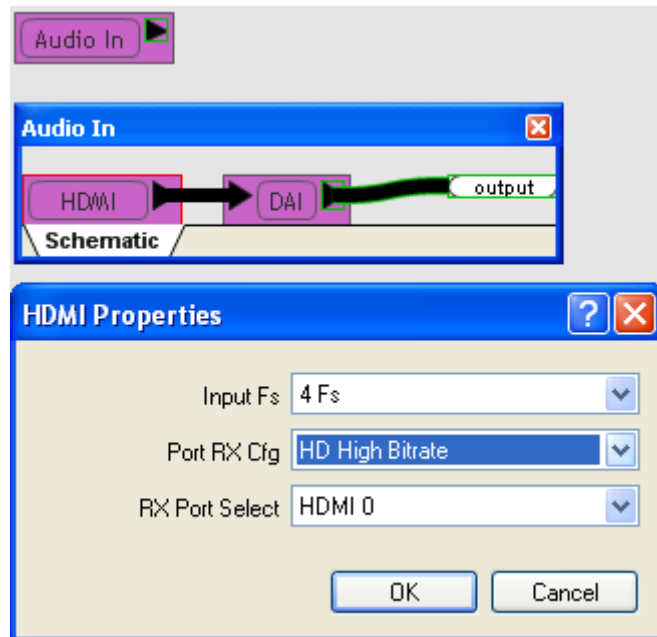 Audio In
Audio In
HDMI DAI output
Schematic
HDMI Properties
Input Fs 4 Fs
Port RX Cfg HD High Bitrate
RX Port Select HDMI 0
OK Cancel